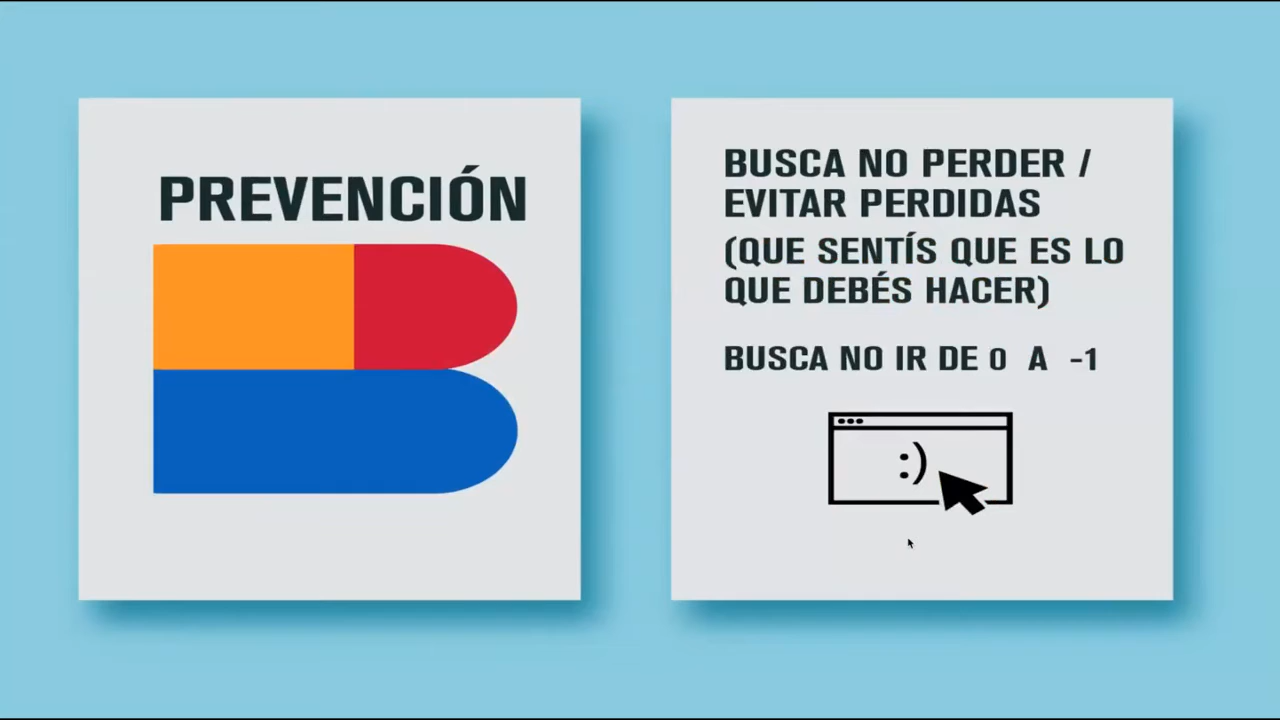 PREVENCIÓN
BUSCA NO PERDER /
EVITAR PERDIDAS
(QUE SENTÍS QUE ES LO
QUE DEBÉS HACER)
BUSCA NO IR DE 0 A -1
:)